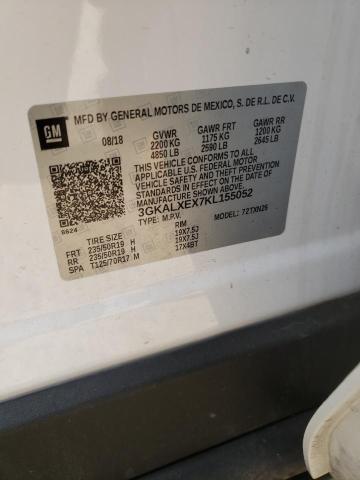 GM
MFD BY GENERAL MOTORS DE MEXICO, S. DE R.L. DE C.V.
08/18 GVWR GAWR FRT GAWR RR
2200 KG 1175 KG 1200 KG
4850 LB 2590 LB 2645 LB
THIS VEHICLE CONFORMS TO ALL APPLICABLE
U.S. FEDERAL MOTOR VEHICLE SAFETY, BUMPER, AND
THEFT PREVENTION STANDARDS IN EFFECT ON THE
DATE OF MANUFACTURE SHOWN ABOVE.
3GKALXEX7KL155052
TYPE: M.P.V. MODEL: 72TXN26
6624
TIRE SIZE RIM
FRT 235/50R19 H 19X7.5J
RR 235/50R19 H 19X7.5J
SPA T125/70R17 M 17X4BT